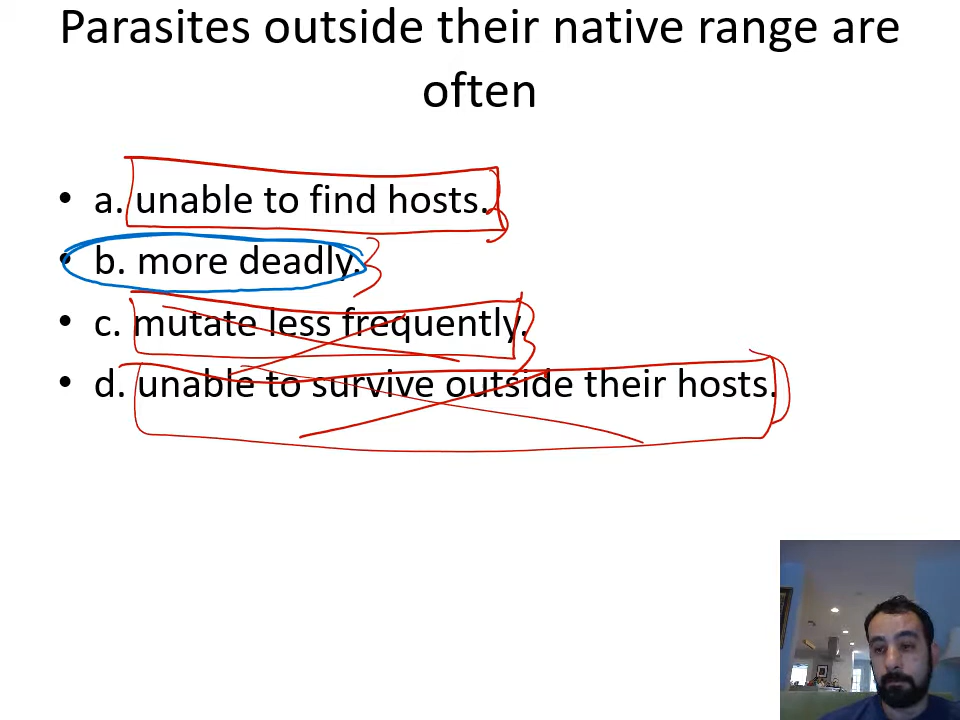 Parasites outside their native range are
often
• a. unable to find hosts.
• b. more deadly.
• c. mutate less frequently.
• d. unable to survive outside their hosts.